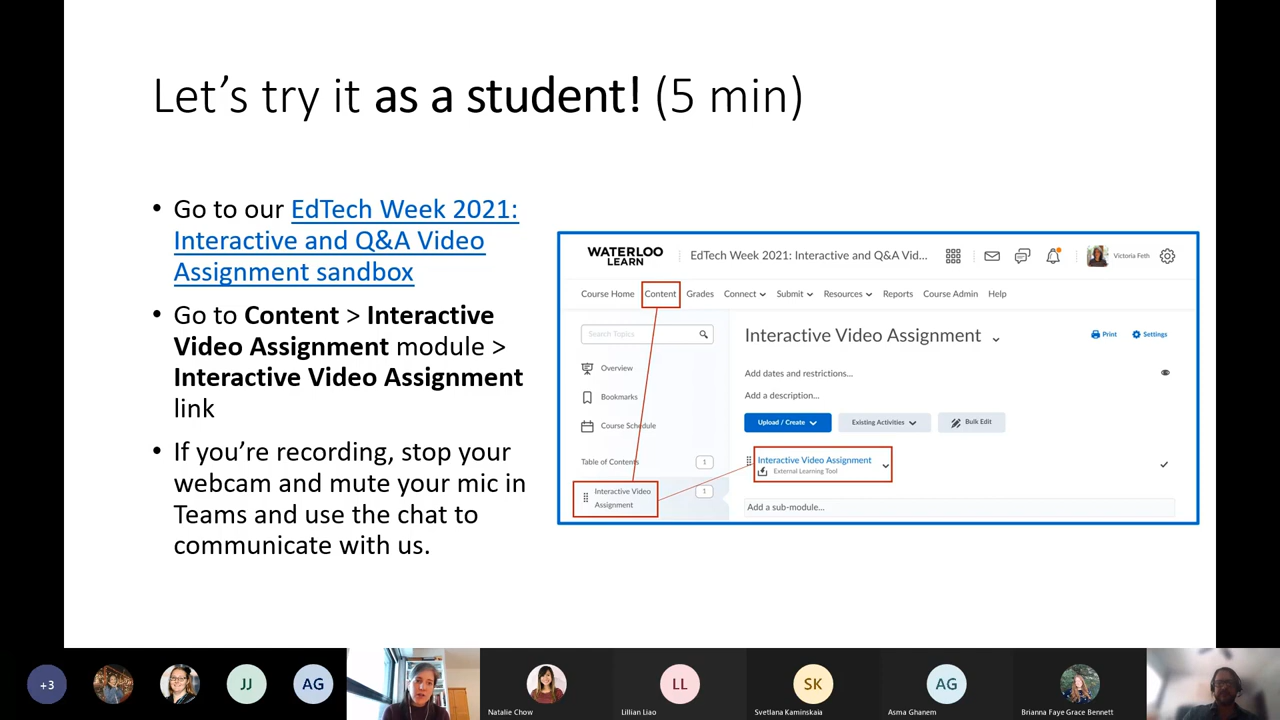 Let's try it as a student! (5 min)
• Go to our EdTech Week 2021:
Interactive and Q&A Video
Assignment sandbox
• Go to Content > Interactive
Video Assignment module >
Interactive Video Assignment
link
• If you're recording, stop your
webcam and mute your mic in
Teams and use the chat to
communicate with us.
WATERLOO
LEARN
EdTech Week 2021: Interactive and Q&A Vid...
Victoria Feth
Course Home Content Grades Connect Submit Resources Reports Course Admin Help
Search Topics
Overview
Bookmarks
Course Schedule
Table of Contents 1
Interactive Video
Assignment
1
Interactive Video Assignment
Print Settings
Add dates and restrictions...
Add a description...
Upload / Create Existing Activities Bulk Edit
Interactive Video Assignment
External Learning Tool
Add a sub-module...
+3
JJ
AG
Natalie Chow
LL
Lillian Liao
SK
Svetlana Kaminskaia
AG
Asma Ghanem
Brianna Faye Grace Bennett